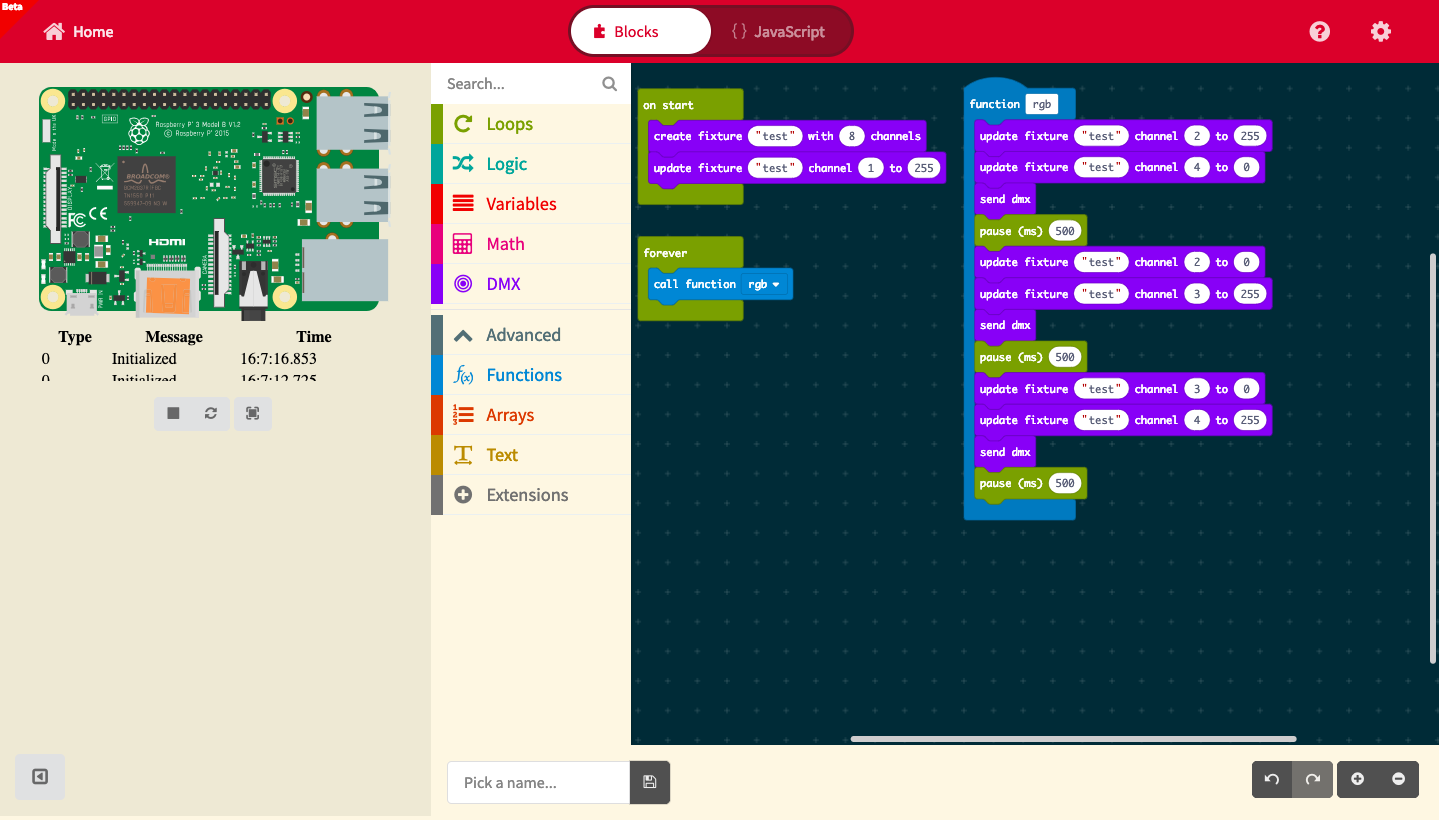 Beta
Home
Blocks
{ } JavaScript
Search...
Loops
Logic
Variables
Math
DMX
Advanced
Functions
Arrays
Text
Extensions
GPIO
Raspberry Pi 3 Model B V1.2
© Raspberry Pi 2015
BROADCOM
DISPLAY
FC CE
HDMI
CAMERA
Type Message Time
0 Initialized 16:7:16.853
0 Initialized 16:7:12.725
on start
create fixture "test" with 8 channels
update fixture "test" channel 1 to 255
forever
call function rgb
function rgb
update fixture "test" channel 2 to 255
update fixture "test" channel 4 to 0
send dmx
pause (ms) 500
update fixture "test" channel 2 to 0
update fixture "test" channel 3 to 255
send dmx
pause (ms) 500
update fixture "test" channel 3 to 0
update fixture "test" channel 4 to 255
send dmx
pause (ms) 500
Pick a name...